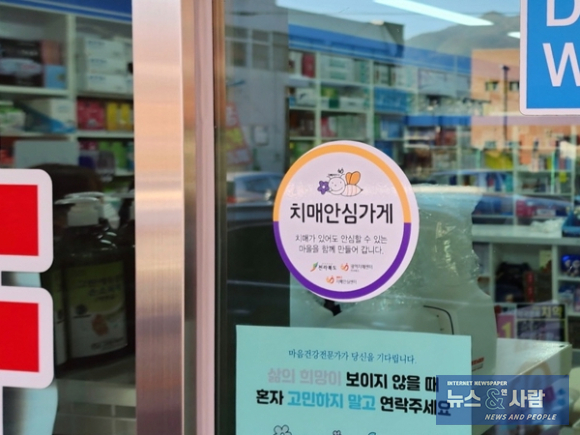 D
W
치매안심가게
치매가 있어도 안심할 수 있는
마을을 함께 만들어 갑니다.
마음건강전문가가 당신을 기다립니다.
삶의 희망이 보이지 않을 때
혼자 고민하지 말고 연락주세요
INTERNET NEWSPAPER
뉴스&앤사람
NEWS AND PEOPLE